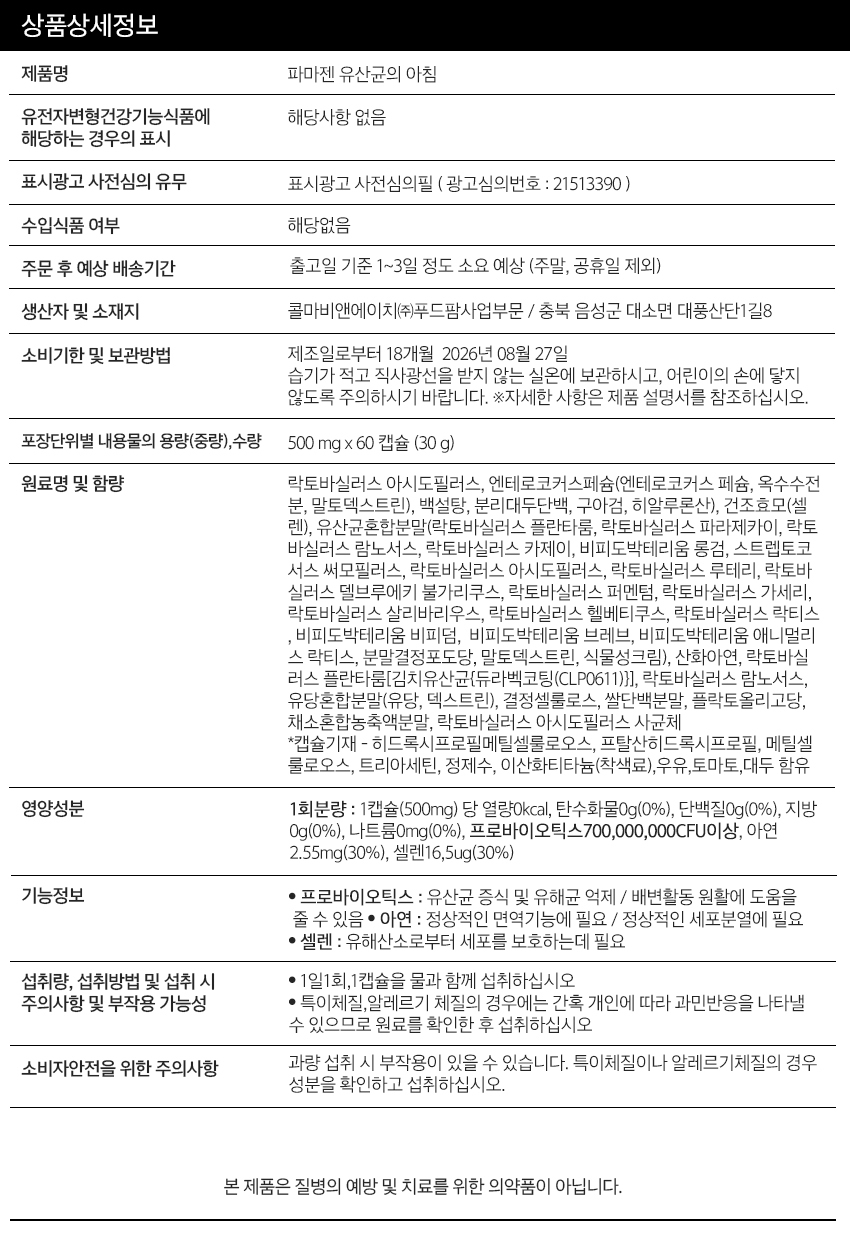 상품상세정보
제품명
파마젠 유산균의 아침
유전자변형건강기능식품에
해당하는 경우의 표시
해당사항 없음
표시광고 사전심의 유무
표시광고 사전심의필 ( 광고심의번호 : 21513390 )
수입식품 여부
해당없음
주문 후 예상 배송기간
출고일 기준 1~3일 정도 소요 예상 (주말, 공휴일 제외)
생산자 및 소재지
콜마비앤에이치㈜푸드팜사업부문 / 충북 음성군 대소면 대풍산단1길8
소비기한 및 보관방법
제조일로부터 18개월 2026년 08월 27일
습기가 적고 직사광선을 받지 않는 실온에 보관하시고, 어린이의 손에 닿지
않도록 주의하시기 바랍니다. ※자세한 사항은 제품 설명서를 참조하십시오.
포장단위별 내용물의 용량(중량),수량
500 mg x 60 캡슐 (30 g)
원료명 및 함량
락토바실러스 아시도필러스, 엔테로코커스페슘(엔테로코커스 페슘, 옥수수전
분, 말토덱스트린), 백설탕, 분리대두단백, 구아검, 히알루론산), 건조효모(셀
렌), 유산균혼합분말(락토바실러스 플란타룸, 락토바실러스 파라제카이, 락토
바실러스 람노서스, 락토바실러스 카제이, 비피도박테리움 롱검, 스트렙토코
서스 써모필러스, 락토바실러스 아시도필러스, 락토바실러스 루테리, 락토바
실러스 델브루에키 불가리쿠스, 락토바실러스 퍼멘텀, 락토바실러스 가세리,
락토바실러스 살리바리우스, 락토바실러스 헬베티쿠스, 락토바실러스 락티스
, 비피도박테리움 비피덤, 비피도박테리움 브레브, 비피도박테리움 애니멀리
스 락티스, 분말결정포도당, 말토덱스트린, 식물성크림), 산화아연, 락토바실
러스 플란타룸[김치유산균{듀라벡코팅(CLP0611)}], 락토바실러스 람노서스,
유당혼합분말(유당, 덱스트린), 결정셀룰로스, 쌀단백분말, 플락토올리고당,
채소혼합농축액분말, 락토바실러스 아시도필러스 사균체
*캡슐기재 - 히드록시프로필메틸셀룰로오스, 프탈산히드록시프로필, 메틸셀
룰로오스, 트리아세틴, 정제수, 이산화티타늄(착색료),우유,토마토,대두 함유
영양성분
1회분량 : 1캡슐(500mg) 당 열량0kcal, 탄수화물0g(0%), 단백질0g(0%), 지방
0g(0%), 나트륨0mg(0%), 프로바이오틱스700,000,000CFU이상, 아연
2.55mg(30%), 셀렌16,5ug(30%)
기능정보
• 프로바이오틱스 : 유산균 증식 및 유해균 억제 / 배변활동 원활에 도움을
줄 수 있음 • 아연 : 정상적인 면역기능에 필요 / 정상적인 세포분열에 필요
• 셀렌 : 유해산소로부터 세포를 보호하는데 필요
섭취량, 섭취방법 및 섭취 시
주의사항 및 부작용 가능성
• 1일1회,1캡슐을 물과 함께 섭취하십시오
• 특이체질,알레르기 체질의 경우에는 간혹 개인에 따라 과민반응을 나타낼
수 있으므로 원료를 확인한 후 섭취하십시오
소비자안전을 위한 주의사항
과량 섭취 시 부작용이 있을 수 있습니다. 특이체질이나 알레르기체질의 경우
성분을 확인하고 섭취하십시오.
본 제품은 질병의 예방 및 치료를 위한 의약품이 아닙니다.